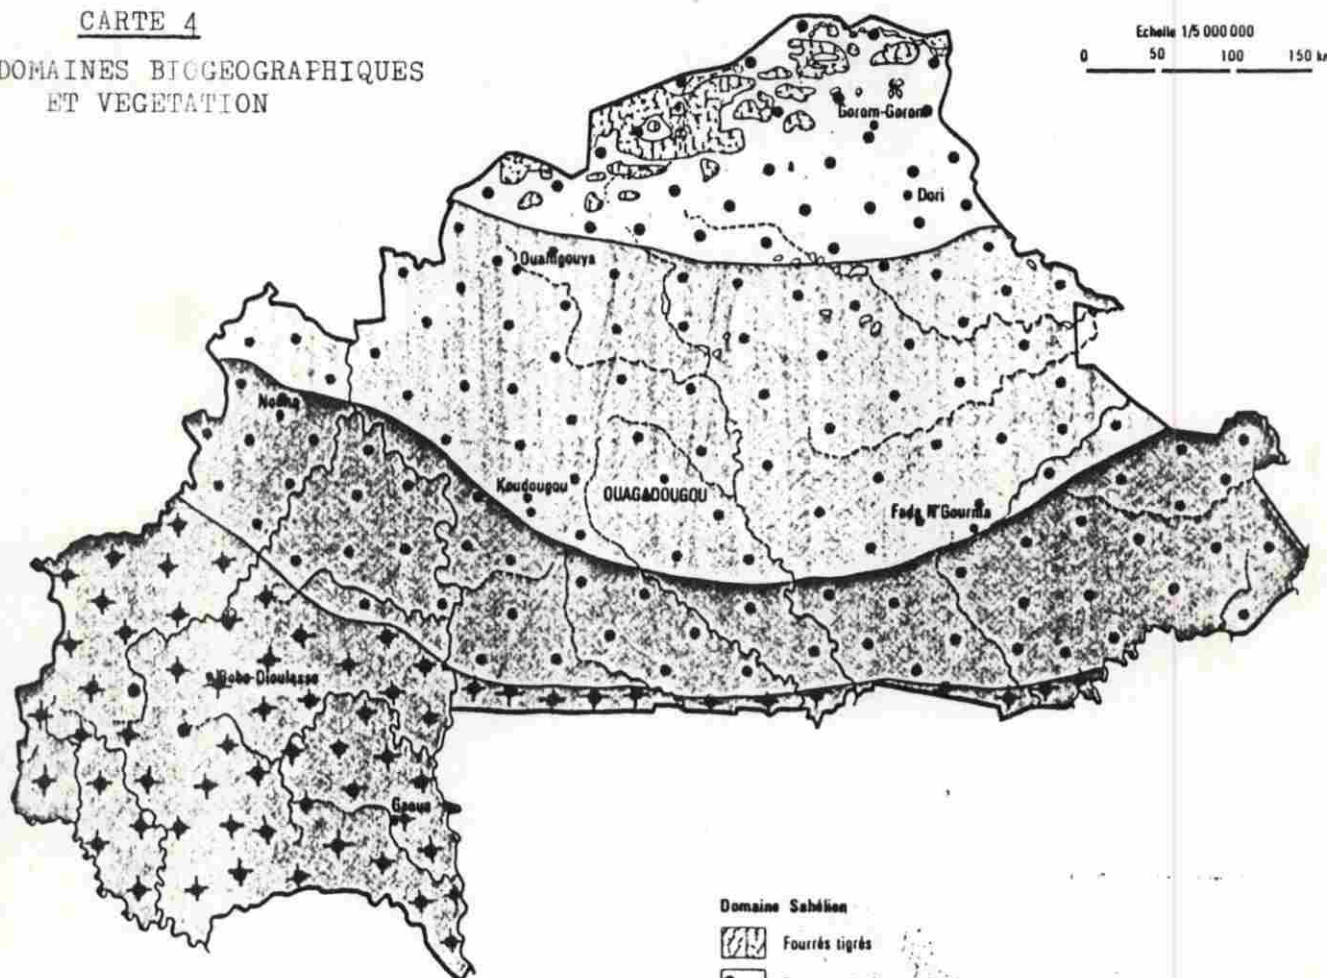 CARTE 4
DOMAINES BIOGEOGRAPHIQUES
ET VEGETATION
Echelle 1/5 000 000
0 50 100 150 km
Gorom-Gorom
Dori
Ouahigouya
Nouna
Koudougou
OUAGADOUGOU
Fada N'Gourma
Bobo-Dioulasso
Gaoua
Domaine Sahélien
Fourrés tigrés